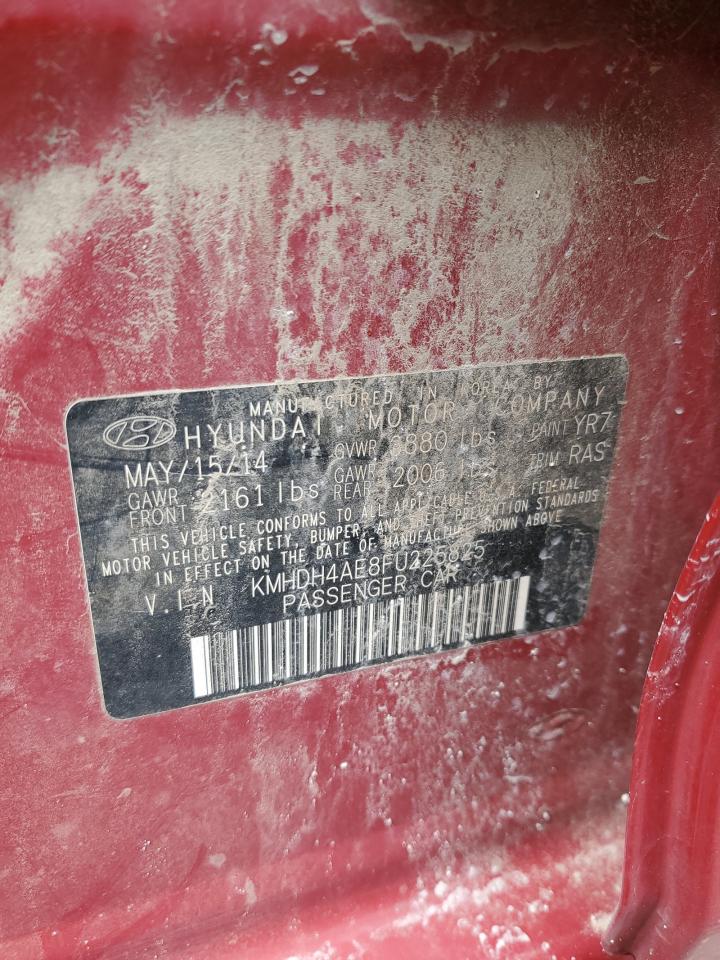 MANUFACTURED IN KOREA BY
HYUNDAI MOTOR COMPANY
MAY/15/14 GVWR 3880 lbs PAINT YR7
GAWR FRONT 2161 lbs GAWR REAR 2006 lbs TRIM RAS
THIS VEHICLE CONFORMS TO ALL APPLICABLE U.S.A. FEDERAL
MOTOR VEHICLE SAFETY, BUMPER, AND THEFT PREVENTION STANDARDS
IN EFFECT ON THE DATE OF MANUFACTURE SHOWN ABOVE
V.I.N KMHDH4AE8FU225825
PASSENGER CAR